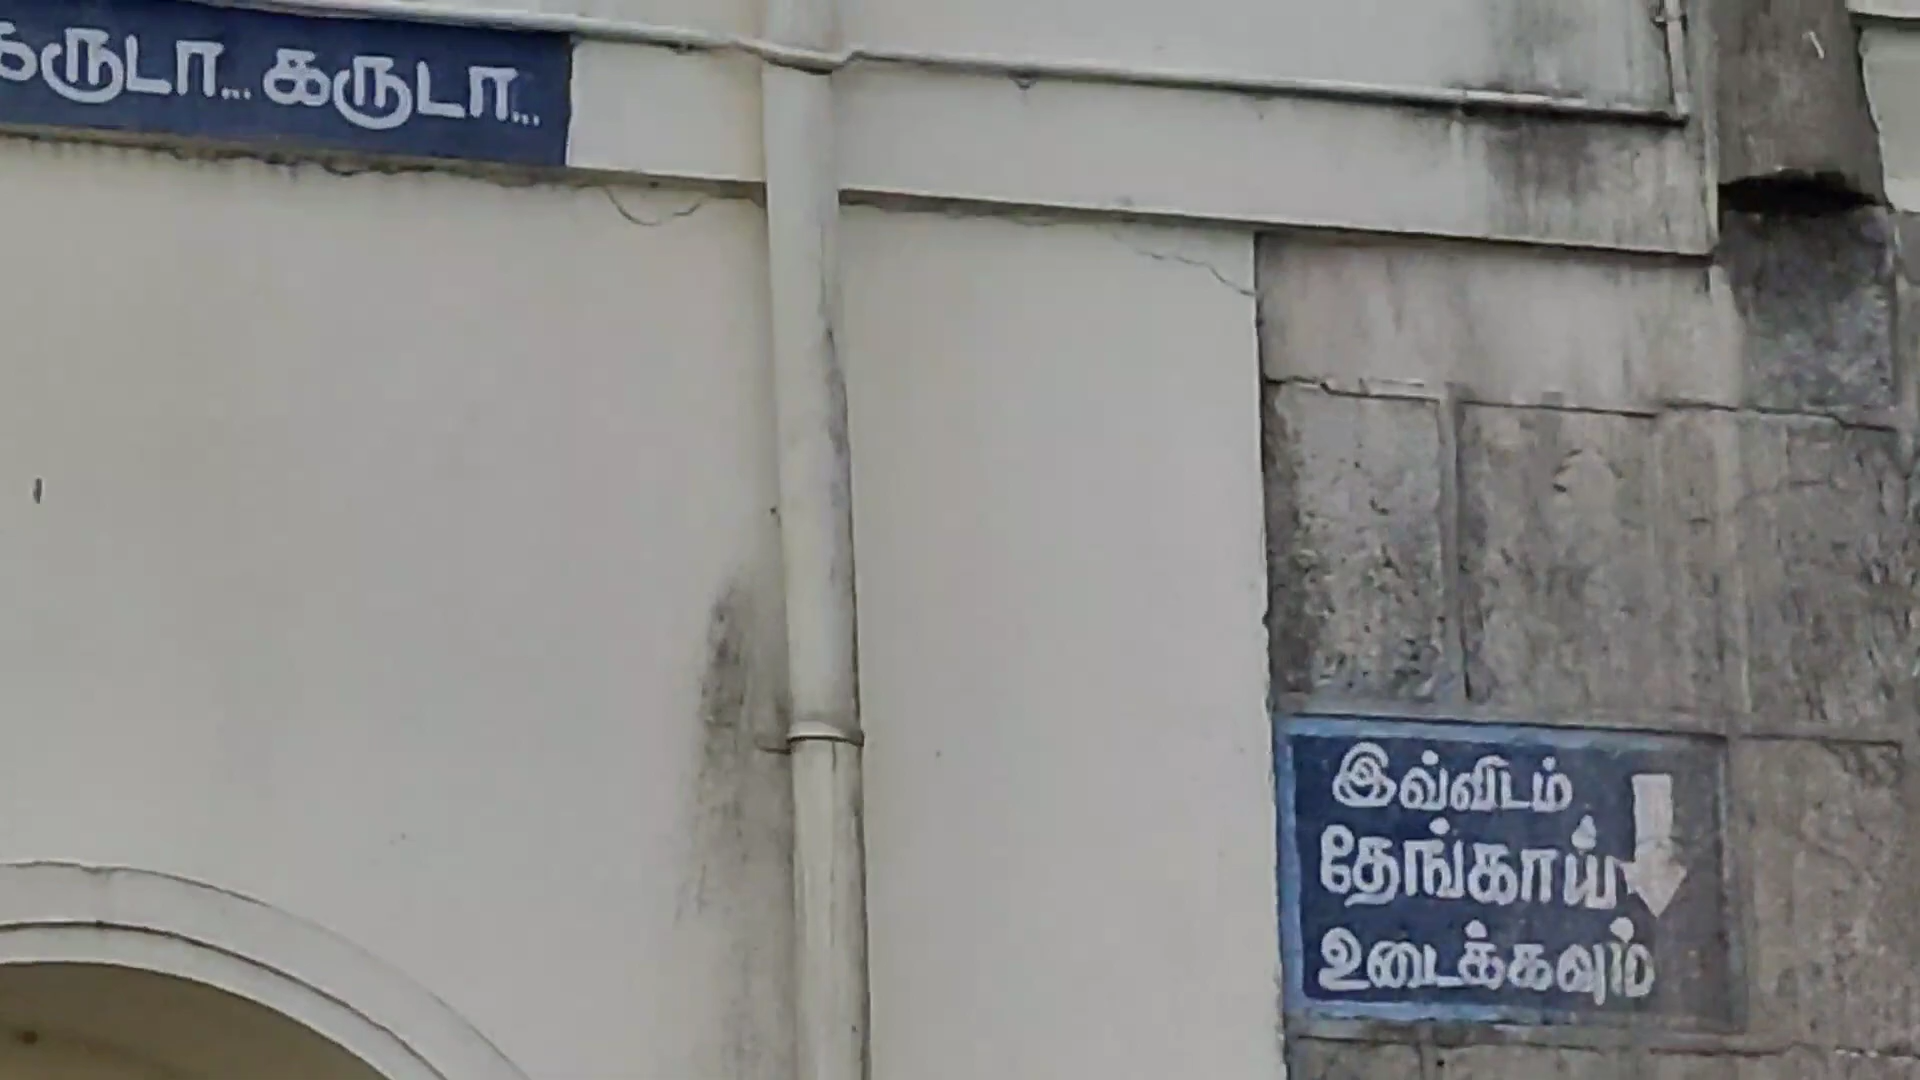 கருடா... கருடா...
இவ்விடம்
தேங்காய்
உடைக்கவும்